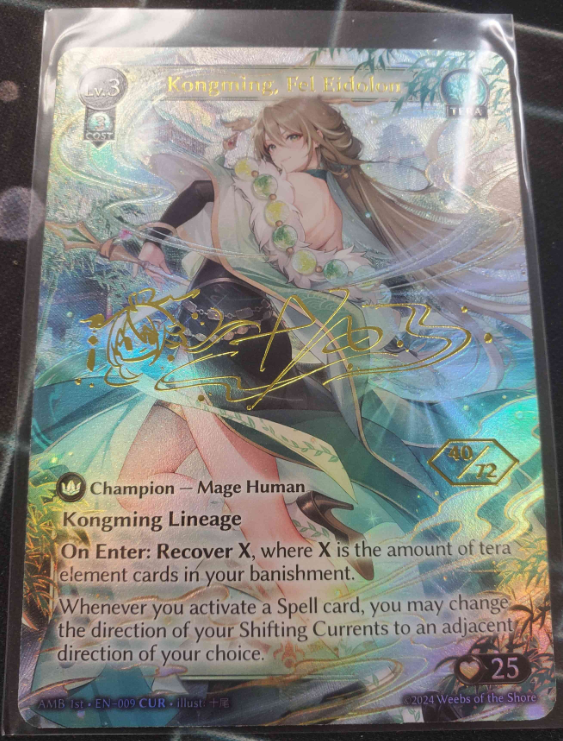 Lv.3
Kongming, Fel Eidolon
TERA
3
COST
40/72
Champion — Mage Human
Kongming Lineage
On Enter: Recover X, where X is the amount of tera
element cards in your banishment.
Whenever you activate a Spell card, you may change
the direction of your Shifting Currents to an adjacent
direction of your choice.
25
AMB 1st • EN-009 CUR • illust: 十尾
©2024 Weebs of the Shore